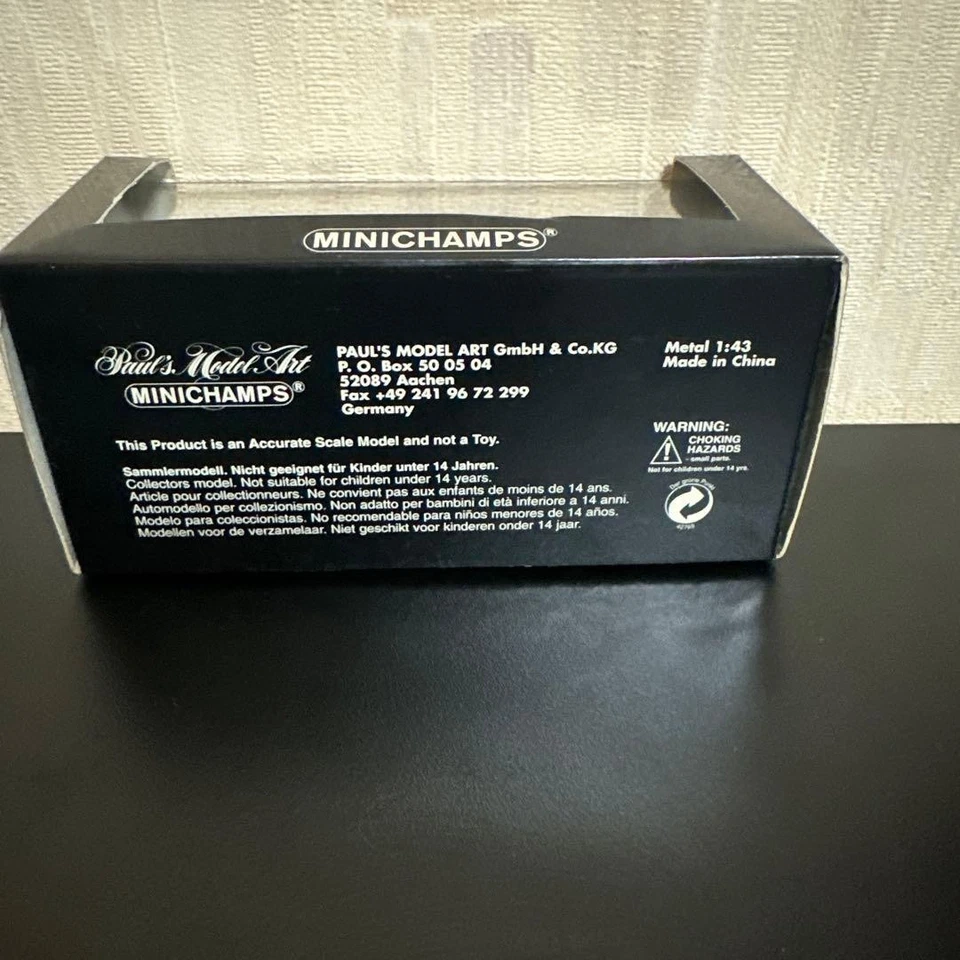 MINICHAMPS®
Paul's Model Art
MINICHAMPS®
PAUL'S MODEL ART GmbH & Co.KG
P. O. Box 50 05 04
52089 Aachen
Fax +49 241 96 72 299
Germany
Metal 1:43
Made in China
This Product is an Accurate Scale Model and not a Toy.
Sammlermodell. Nicht geeignet für Kinder unter 14 Jahren.
Collectors model. Not suitable for children under 14 years.
Article pour collectionneurs. Ne convient pas aux enfants de moins de 14 ans.
Automodello per collezionismo. Non adatto per bambini di età inferiore a 14 anni.
Modelo para coleccionistas. No recomendable para niños menores de 14 años.
Modellen voor de verzamelaar. Niet geschikt voor kinderen onder 14 jaar.
WARNING:
CHOKING
HAZARDS
- small parts.
Not for children under 14 yrs.
Der grüne Punkt